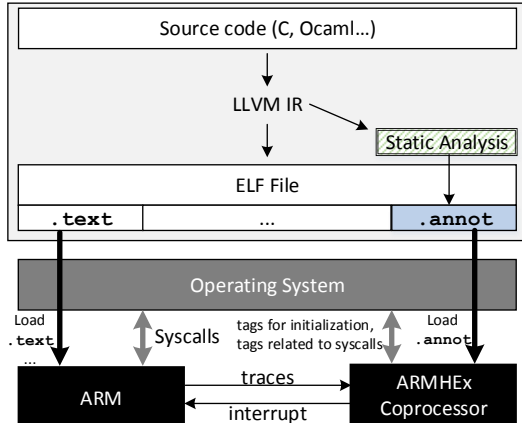 Source code (C, Ocaml...)
LLVM IR
Static Analysis
ELF File
.text
...
.annot
Operating System
Load
.text
...
Syscalls
tags for initialization,
tags related to syscalls
Load
.annot
ARM
traces
interrupt
ARMHEx
Coprocessor